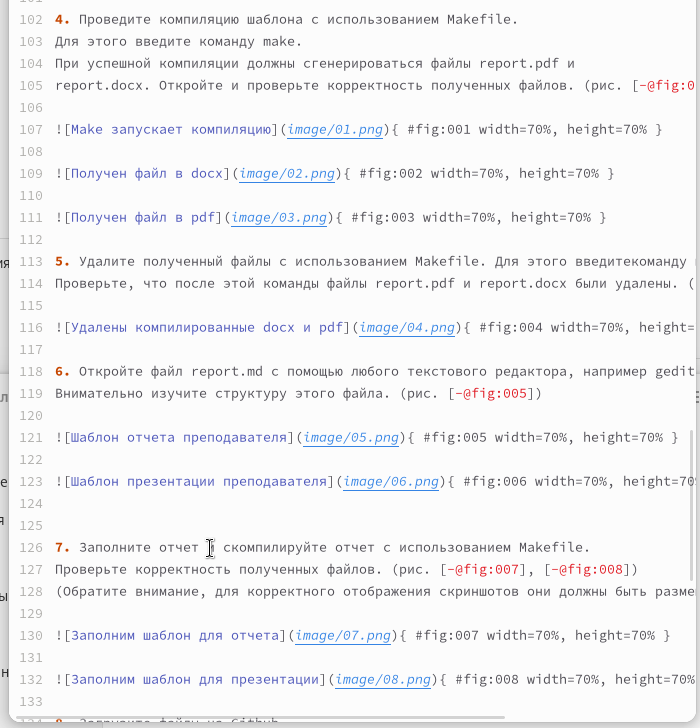 102 4. Проведите компиляцию шаблона с использованием Makefile.
103 Для этого введите команду make.
104 При успешной компиляции должны сгенерироваться файлы report.pdf и
105 report.docx. Откройте и проверьте корректность полученных файлов. (рис. [-@fig:0
106
107 ![Make запускает компиляцию](image/01.png){ #fig:001 width=70%, height=70% }
108
109 ![Получен файл в docx](image/02.png){ #fig:002 width=70%, height=70% }
110
111 ![Получен файл в pdf](image/03.png){ #fig:003 width=70%, height=70% }
112
113 5. Удалите полученный файлы с использованием Makefile. Для этого введитекоманду
114 Проверьте, что после этой команды файлы report.pdf и report.docx были удалены. (
115
116 ![Удалены компилированные docx и pdf](image/04.png){ #fig:004 width=70%, height=
117
118 6. Откройте файл report.md c помощью любого текстового редактора, например gedit
119 Внимательно изучите структуру этого файла. (рис. [-@fig:005])
120
121 ![Шаблон отчета преподавателя](image/05.png){ #fig:005 width=70%, height=70% }
122
123 ![Шаблон презентации преподавателя](image/06.png){ #fig:006 width=70%, height=70
124
125
126 7. Заполните отчет и скомпилируйте отчет с использованием Makefile.
127 Проверьте корректность полученных файлов. (рис. [-@fig:007], [-@fig:008])
128 (Обратите внимание, для корректного отображения скриншотов они должны быть разме
129
130 ![Заполним шаблон для отчета](image/07.png){ #fig:007 width=70%, height=70% }
131
132 ![Заполним шаблон для презентации](image/08.png){ #fig:008 width=70%, height=70%
133